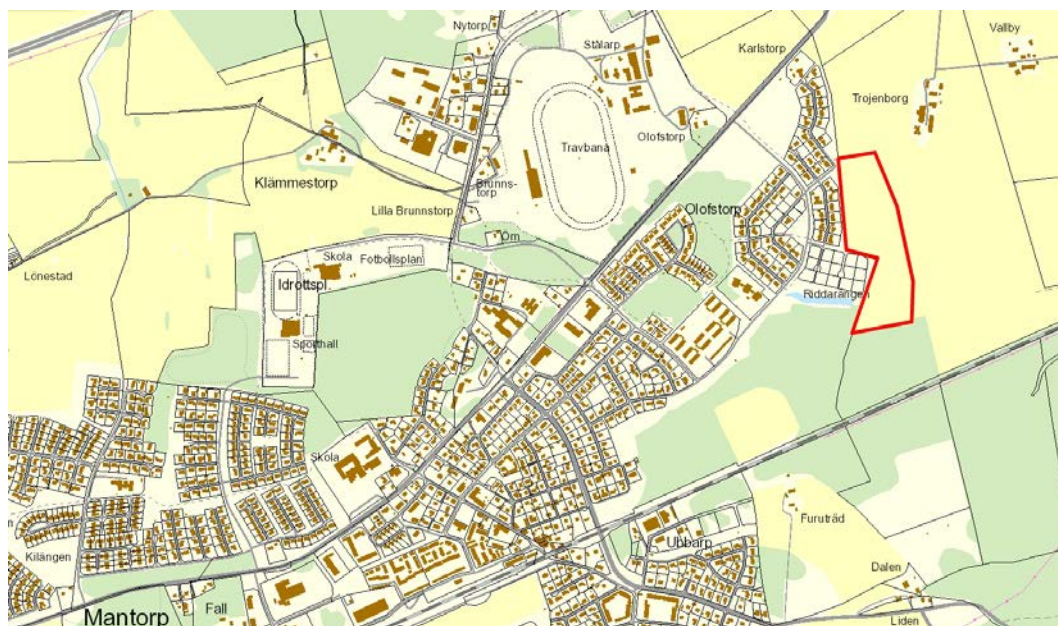 Nytorp
Stålarp
Karlstorp
Vallby
Trojenborg
Travbana
Olofstorp
Klämmestorp
Brunns-
torp
Lilla Brunnstorp
Olofstorp
Örn
Skola
Fotbollsplan
Lönestad
Idrottspl.
Riddarängen
Sporthall
Skola
Furuträd
Ubbarp
Kilängen
Dalen
Mantorp
Fall
Liden